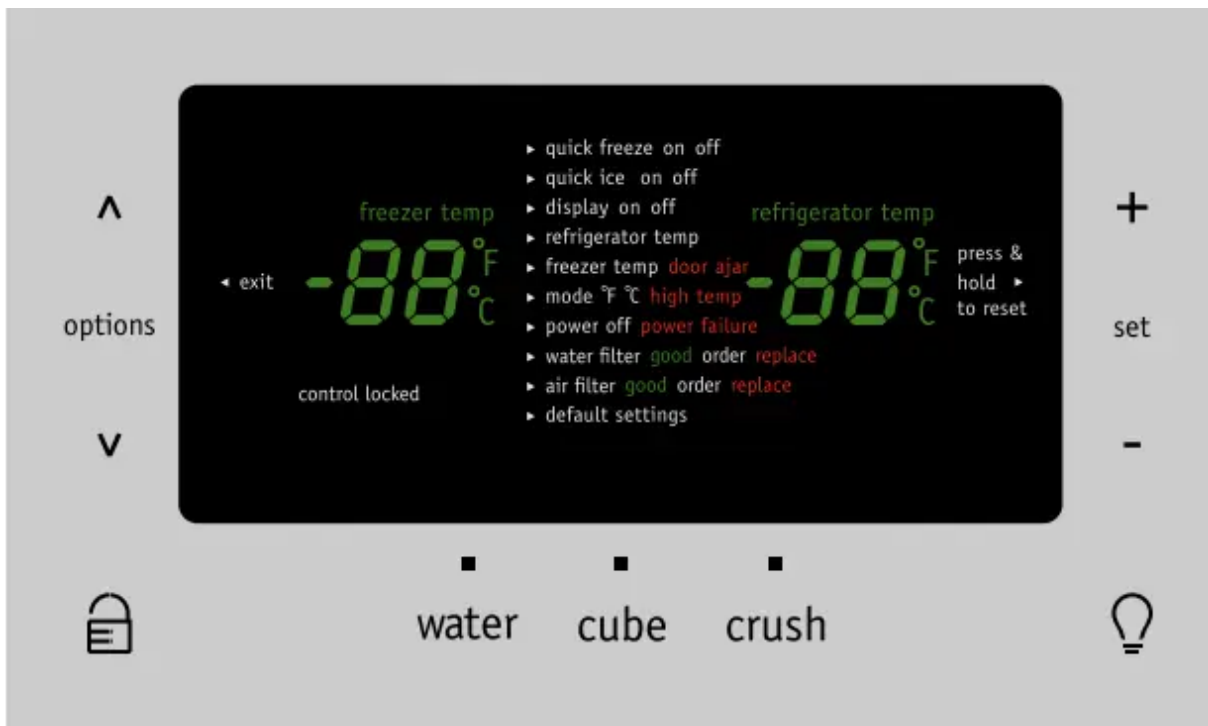 ▸ quick freeze on off
▸ quick ice on off
▸ display on off
▸ refrigerator temp
▸ freezer temp door ajar
▸ mode °F °C high temp
▸ power off power failure
▸ water filter good order replace
▸ air filter good order replace
▸ default settings
freezer temp
-88 °F °C
refrigerator temp
-88 °F °C
◂ exit
press &
hold ▸
to reset
control locked
^
options
v
+
set
-
water cube crush